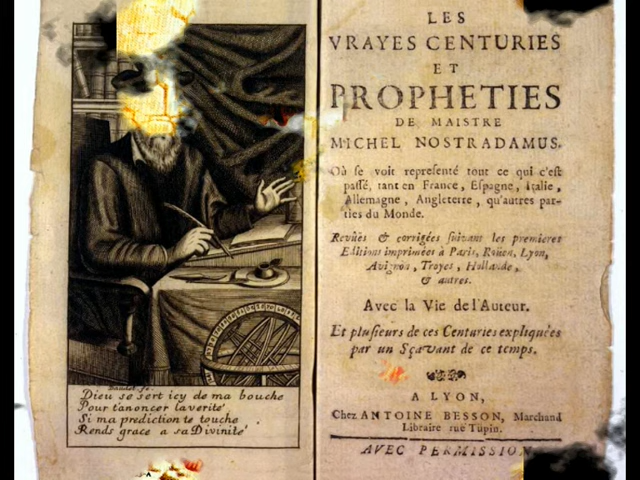 Baudet fe.
Dieu se sert icy de ma bouche
Pour t'anoncer la verité
Si ma prediction te touche
Rends grace a sa Divinité
LES
VRAYES CENTURIES
ET
PROPHETIES
DE MAISTRE
MICHEL NOSTRADAMUS.
Où se voit representé tout ce qui c'est
passé, tant en France, Espagne, Italie,
Allemagne, Angleterre, qu'autres par-
ties du Monde.
Revûës & corrigées suivant les premieres
Editions imprimées à Paris, Roüen, Lyon,
Avignon, Troyes, Hollande,
& autres.
Avec la Vie de l'Auteur.
Et plusieurs de ces Centuries expliquées
par un Sçavant de ce temps.
A LYON,
Chez ANTOINE BESSON, Marchand
Libraire rue Tupin.
AVEC PERMISSION